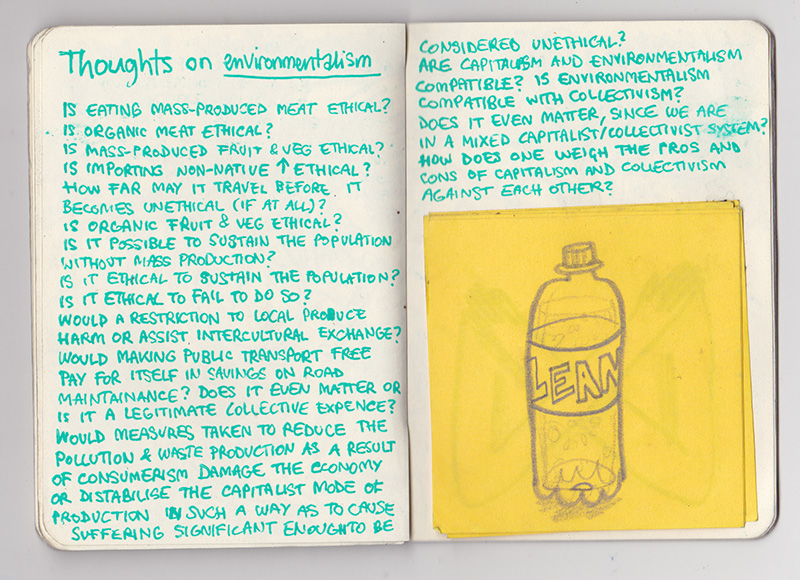 Thoughts on environmentalism
IS EATING MASS-PRODUCED MEAT ETHICAL?
IS ORGANIC MEAT ETHICAL?
IS MASS-PRODUCED FRUIT & VEG ETHICAL?
IS IMPORTING NON-NATIVE ↑ ETHICAL?
HOW FAR MAY IT TRAVEL BEFORE IT
BECOMES UNETHICAL (IF AT ALL)?
IS ORGANIC FRUIT & VEG ETHICAL?
IS IT POSSIBLE TO SUSTAIN THE POPULATION
WITHOUT MASS PRODUCTION?
IS IT ETHICAL TO SUSTAIN THE POPULATION?
IS IT ETHICAL TO FAIL TO DO SO?
WOULD A RESTRICTION TO LOCAL PRODUCE
HARM OR ASSIST INTERCULTURAL EXCHANGE?
WOULD MAKING PUBLIC TRANSPORT FREE
PAY FOR ITSELF IN SAVINGS ON ROAD
MAINTAINANCE? DOES IT EVEN MATTER OR
IS IT A LEGITIMATE COLLECTIVE EXPENCE?
WOULD MEASURES TAKEN TO REDUCE THE
POLLUTION & WASTE PRODUCTION AS A RESULT
OF CONSUMERISM DAMAGE THE ECONOMY
OR DISTABILISE THE CAPITALIST MODE OF
PRODUCTION IN SUCH A WAY AS TO CAUSE
SUFFERING SIGNIFICANT ENOUGH TO BE
CONSIDERED UNETHICAL?
ARE CAPITALISM AND ENVIRONMENTALISM
COMPATIBLE? IS ENVIRONMENTALISM
COMPATIBLE WITH COLLECTIVISM?
DOES IT EVEN MATTER, SINCE WE ARE
IN A MIXED CAPITALIST/COLLECTIVIST SYSTEM?
HOW DOES ONE WEIGH THE PROS AND
CONS OF CAPITALISM AND COLLECTIVISM
AGAINST EACH OTHER?
LEAN